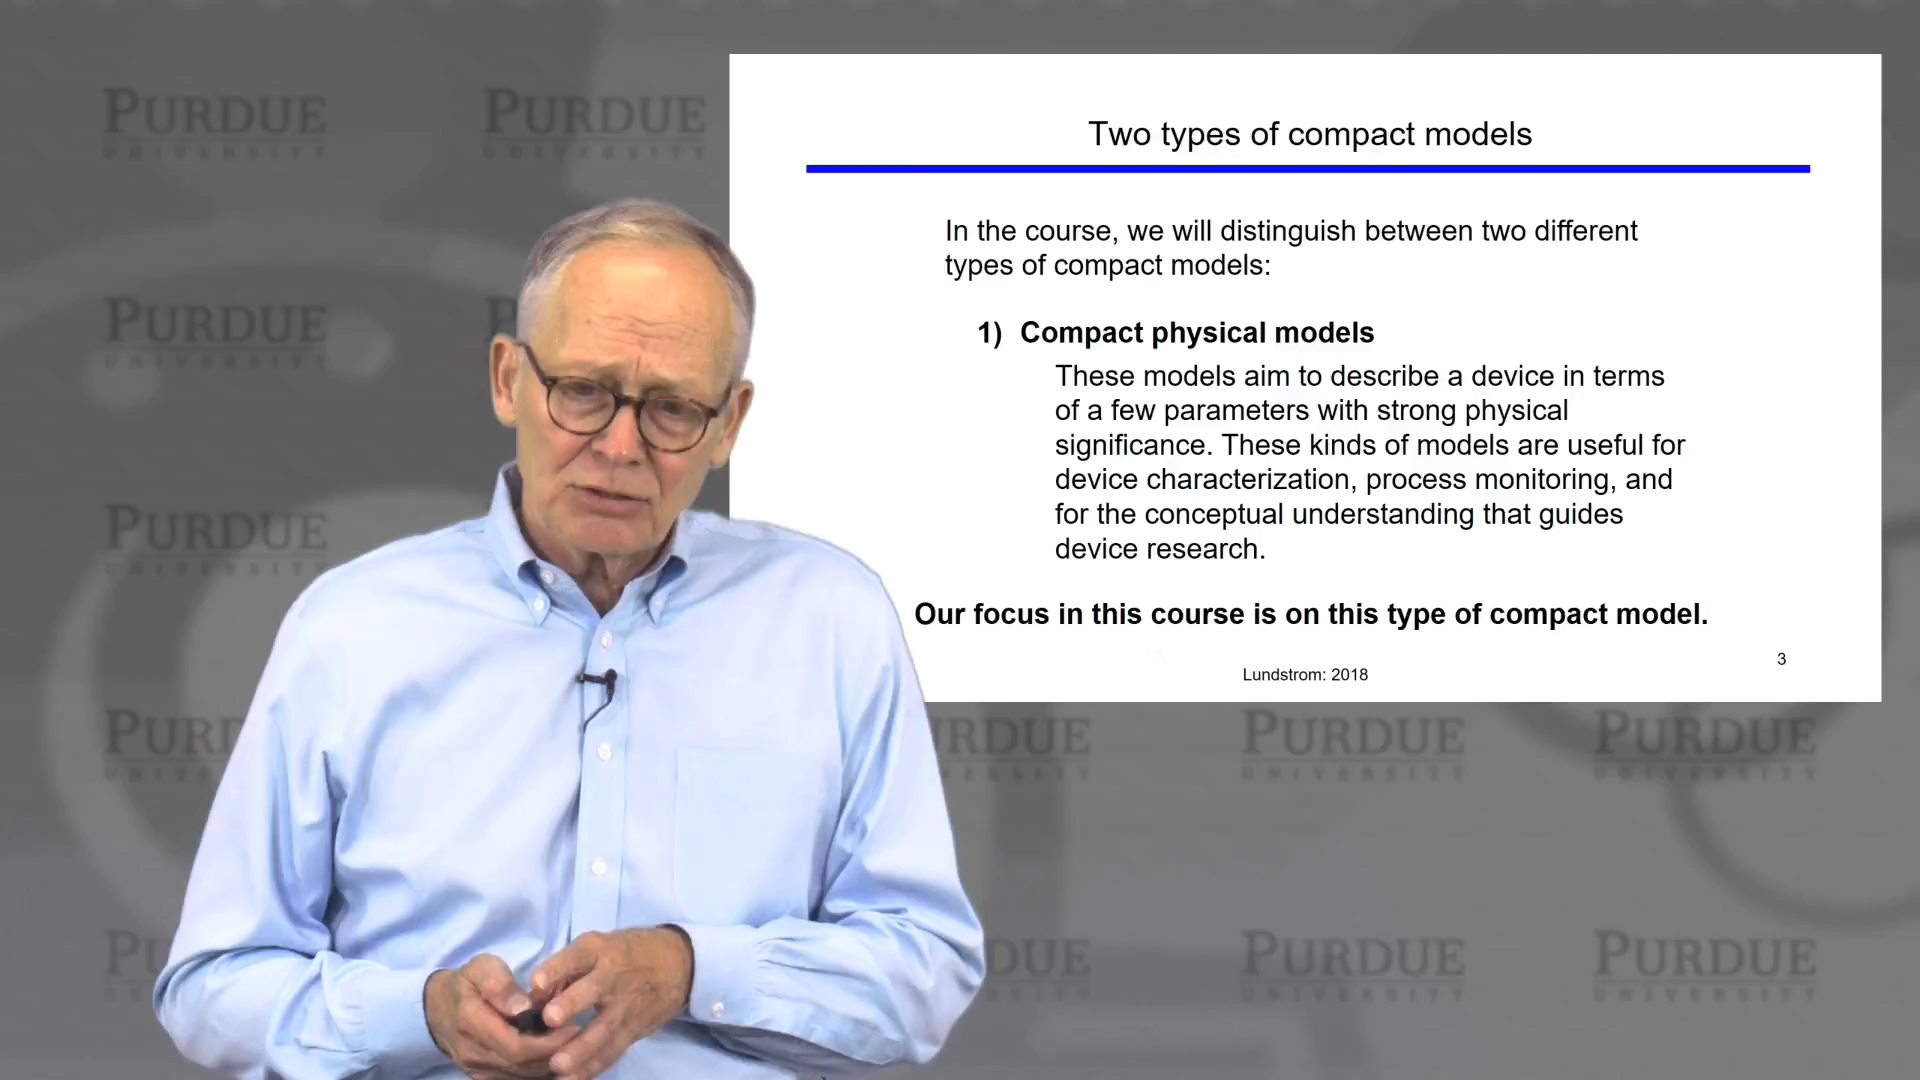 PURDUE PURDUE
UNIVERSITY UNIVERSITY
Two types of compact models
In the course, we will distinguish between two different
types of compact models:
PURDUE
UNIVERSITY
1) Compact physical models
These models aim to describe a device in terms
of a few parameters with strong physical
significance. These kinds of models are useful for
device characterization, process monitoring, and
PURDUE
UNIVERSITY
for the conceptual understanding that guides
device research.
Our focus in this course is on this type of compact model.
3
Lundstrom: 2018
PUR RDUE PURDUE PURDUE
UNIVERSITY UNIVERSITY
PU DUE PURDUE PURDUE
UNIVERSITY UNIVERSITY